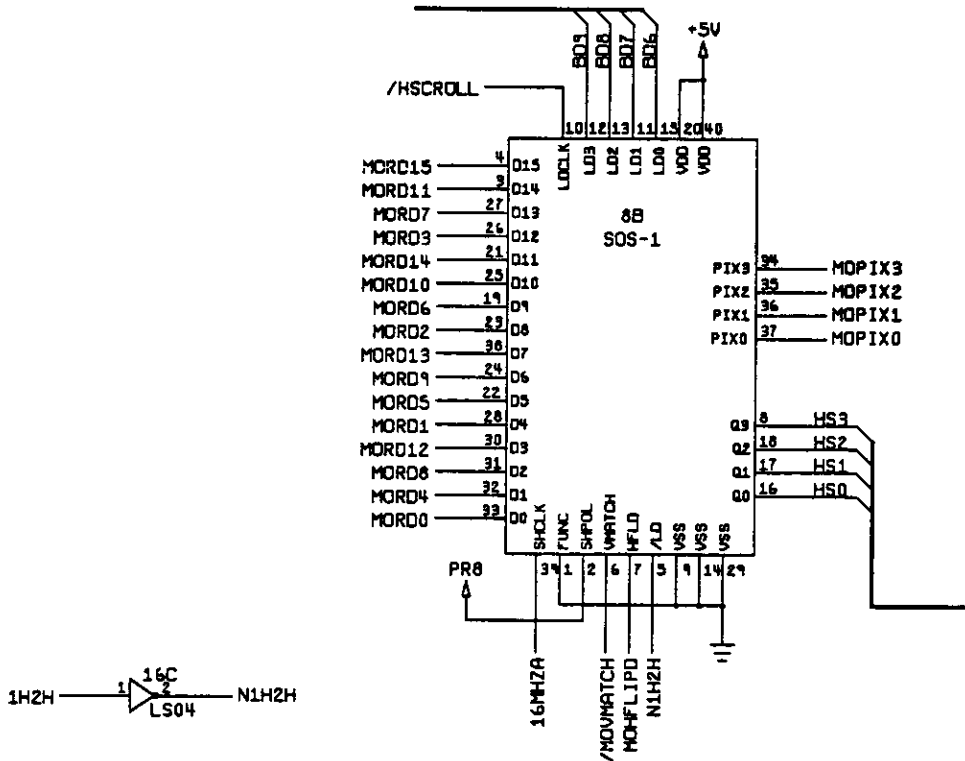 +5V
BD9
BD8
BD7
BD6
/HSCROLL
10 12 13 11 15 20 40
LDCLK
LD3
LD2
LD1
LD0
VDD
VDD
8B
SOS-1
MORD15 4 D15
MORD11 3 D14
MORD7 27 D13
MORD3 26 D12
MORD14 21 D11
MORD10 25 D10
MORD6 19 D9
MORD2 23 D8
MORD13 38 D7
MORD9 24 D6
MORD5 22 D5
MORD1 28 D4
MORD12 30 D3
MORD8 31 D2
MORD4 32 D1
MORD0 33 D0
PIX3 34 MOPIX3
PIX2 35 MOPIX2
PIX1 36 MOPIX1
PIX0 37 MOPIX0
Q3 8 HS3
Q2 18 HS2
Q1 17 HS1
Q0 16 HS0
SHCLK
FUNC
SHPOL
VMATCH
HFLD
/LD
VSS
VSS
VSS
39 1 2 6 7 5 9 14 29
PR8
16MHZA
/MOVMATCH
MOHFLIPD
N1H2H
16C
1H2H 1 2 N1H2H
LS04